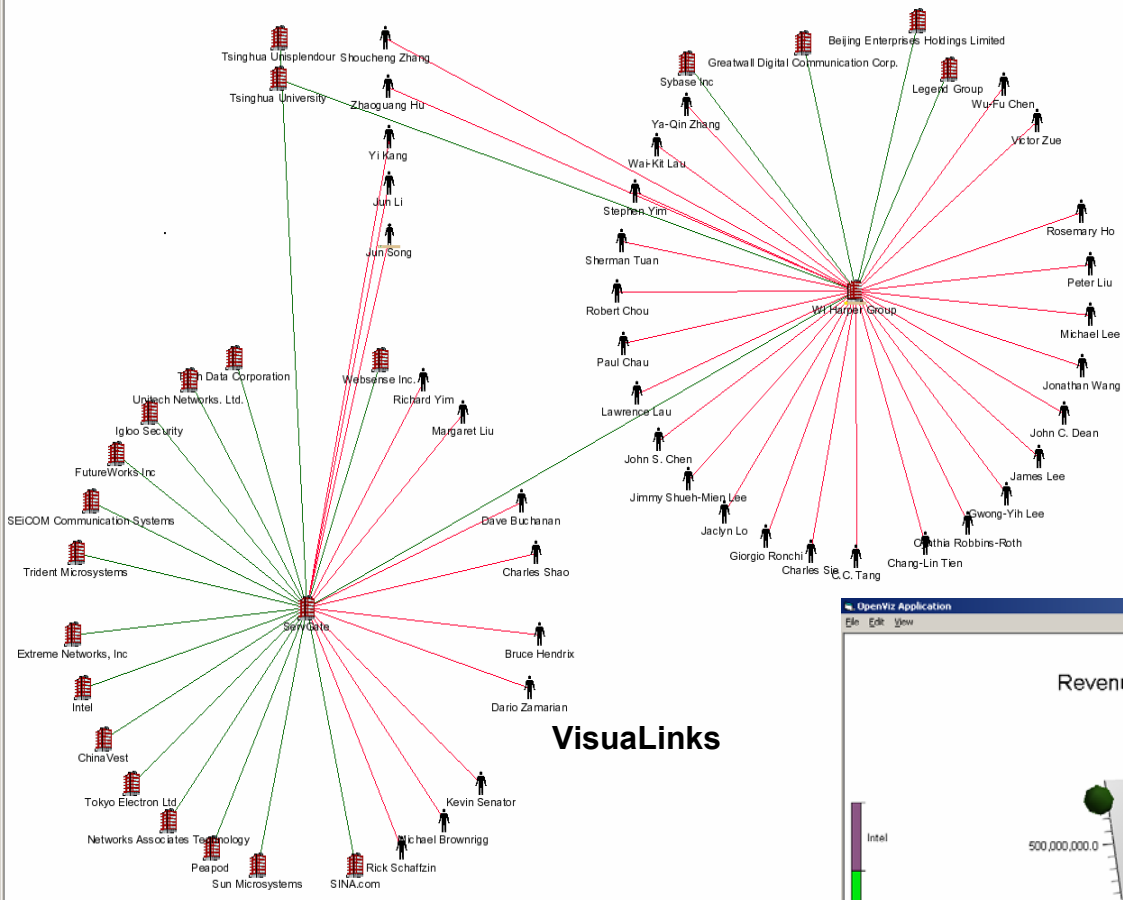 Tsinghua Unisplendour
Shoucheng Zhang
Tsinghua University
Zhaoguang Hu
Yi Kang
Jun Li
Jun Song
Beijing Enterprises Holdings Limited
Greatwall Digital Communication Corp.
Sybase Inc
Legend Group
Wu-Fu Chen
Ya-Qin Zhang
Victor Zue
Wai-Kit Lau
Stephen Yim
Rosemary Ho
Sherman Tuan
Peter Liu
Robert Chou
WI Harper Group
Michael Lee
Paul Chau
Jonathan Wang
Lawrence Lau
John C. Dean
John S. Chen
James Lee
Jimmy Shueh-Mien Lee
Gwong-Yih Lee
Jaclyn Lo
Cynthia Robbins-Roth
Giorgio Ronchi
Charles Sie
C.C. Tang
Chang-Lin Tien
Tech Data Corporation
Websense Inc.
Unitech Networks. Ltd.
Richard Yim
Igloo Security
Margaret Liu
FutureWorks Inc
SEiCOM Communication Systems
Dave Buchanan
Trident Microsystems
Charles Shao
ServGate
Extreme Networks, Inc
Bruce Hendrix
Intel
Dario Zamarian
VisuaLinks
ChinaVest
Tokyo Electron Ltd
Kevin Senator
Networks Associates Technology
Michael Brownrigg
Peapod
Rick Schaffzin
Sun Microsystems
SINA.com
OpenViz Application
File Edit View
Intel
500,000,000.0